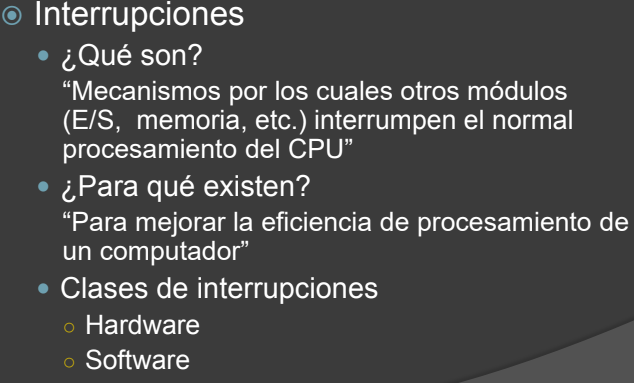 Interrupciones
¿Qué son?
“Mecanismos por los cuales otros módulos
(E/S, memoria, etc.) interrumpen el normal
procesamiento del CPU”
¿Para qué existen?
“Para mejorar la eficiencia de procesamiento de
un computador”
Clases de interrupciones
Hardware
Software